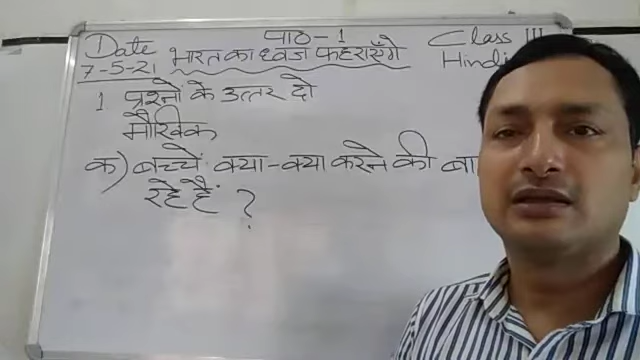 पाठ-1
Date
7-5-21
भारत का ध्वज फहराएँगे
Class III
Hindi
1 प्रश्नों के उत्तर दो
मौखिक
क) बच्चें क्या-क्या करने की बा
रहे हैं ?